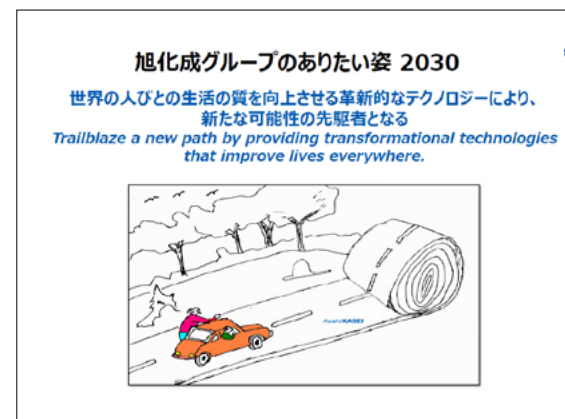 旭化成グループのありたい姿 2030
世界の人びとの生活の質を向上させる革新的なテクノロジーにより、
新たな可能性の先駆者となる
Trailblaze a new path by providing transformational technologies
that improve lives everywhere.
AsahiKASEI